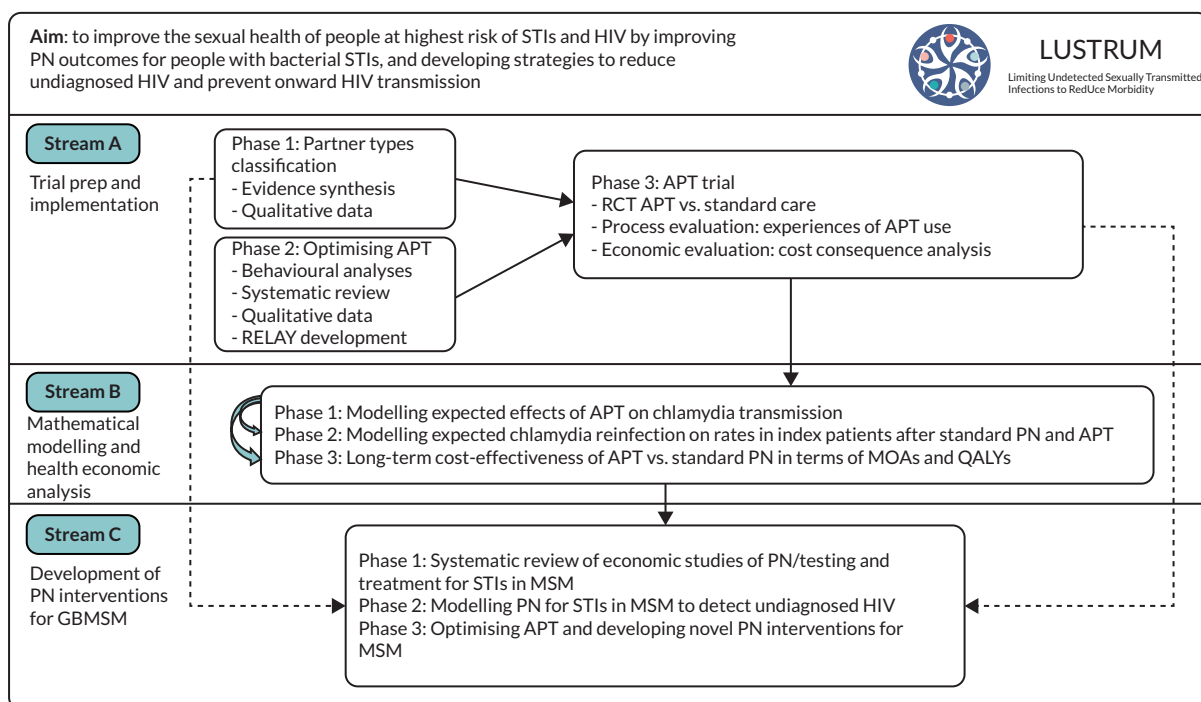 Aim: to improve the sexual health of people at highest risk of STIs and HIV by improving
PN outcomes for people with bacterial STIs, and developing strategies to reduce
undiagnosed HIV and prevent onward HIV transmission
LUSTRUM
Limiting Undetected Sexually Transmitted
Infections to RedUce Morbidity
Stream A
Trial prep and
implementation
Phase 1: Partner types
classification
- Evidence synthesis
- Qualitative data
Phase 2: Optimising APT
- Behavioural analyses
- Systematic review
- Qualitative data
- RELAY development
Phase 3: APT trial
- RCT APT vs. standard care
- Process evaluation: experiences of APT use
- Economic evaluation: cost consequence analysis
Stream B
Mathematical
modelling and
health economic
analysis
Phase 1: Modelling expected effects of APT on chlamydia transmission
Phase 2: Modelling expected chlamydia reinfection on rates in index patients after standard PN and APT
Phase 3: Long-term cost-effectiveness of APT vs. standard PN in terms of MOAs and QALYs
Stream C
Development of
PN interventions
for GBMSM
Phase 1: Systematic review of economic studies of PN/testing and
treatment for STIs in MSM
Phase 2: Modelling PN for STIs in MSM to detect undiagnosed HIV
Phase 3: Optimising APT and developing novel PN interventions for
MSM